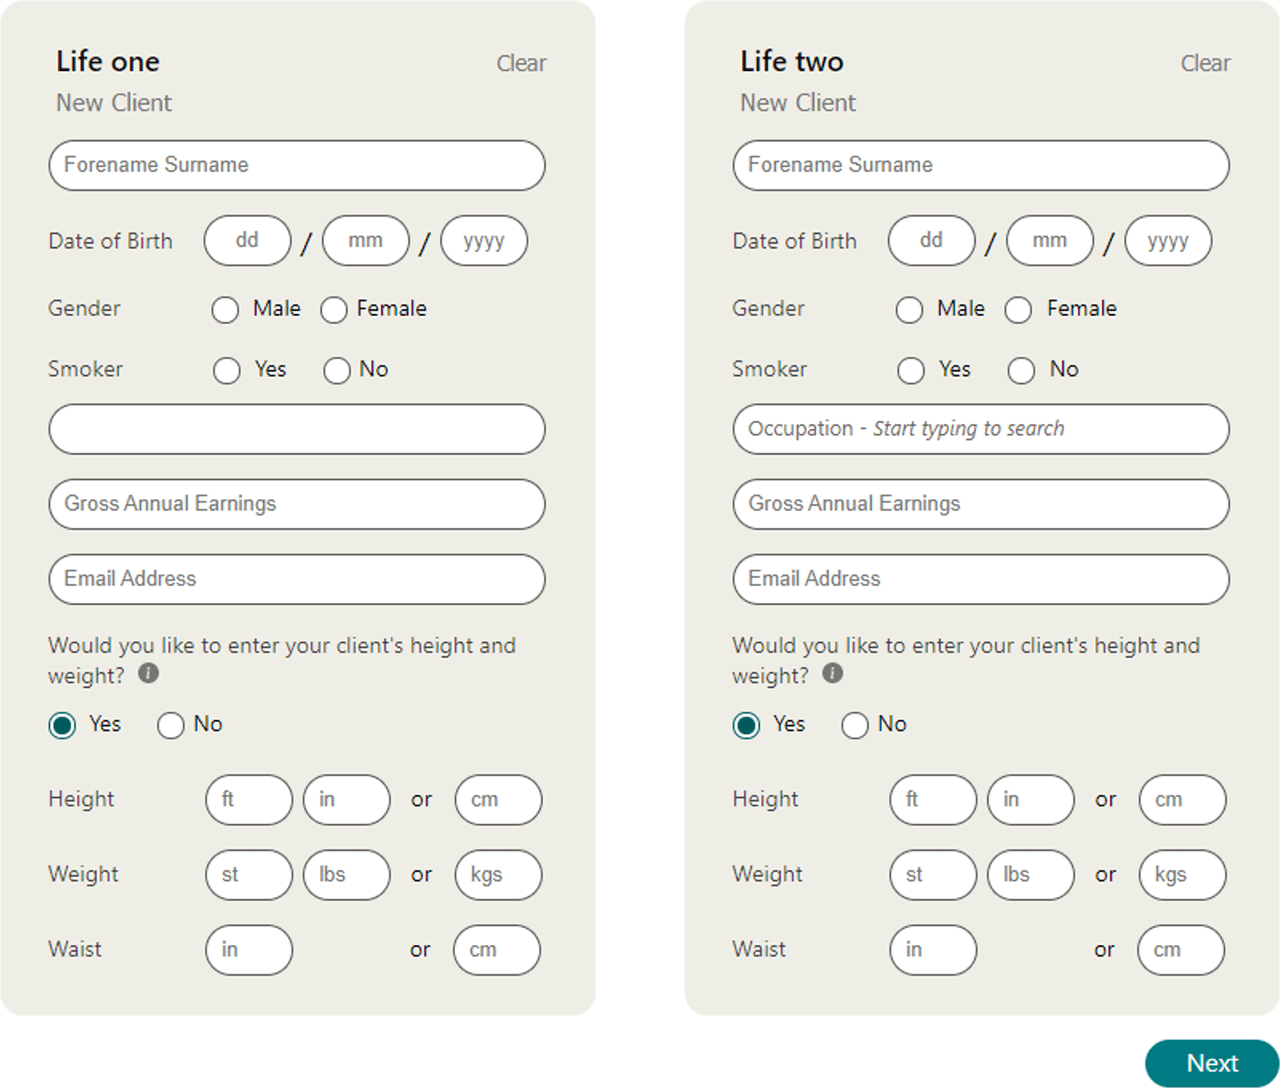 Life one
Clear
New Client
Forename Surname
Date of Birth dd / mm / yyyy
Gender Male Female
Smoker Yes No
Gross Annual Earnings
Email Address
Would you like to enter your client's height and
weight? i
Yes No
Height ft in or cm
Weight st lbs or kgs
Waist in or cm
Life two
Clear
New Client
Forename Surname
Date of Birth dd / mm / yyyy
Gender Male Female
Smoker Yes No
Occupation - Start typing to search
Gross Annual Earnings
Email Address
Would you like to enter your client's height and
weight? i
Yes No
Height ft in or cm
Weight st lbs or kgs
Waist in or cm
Next